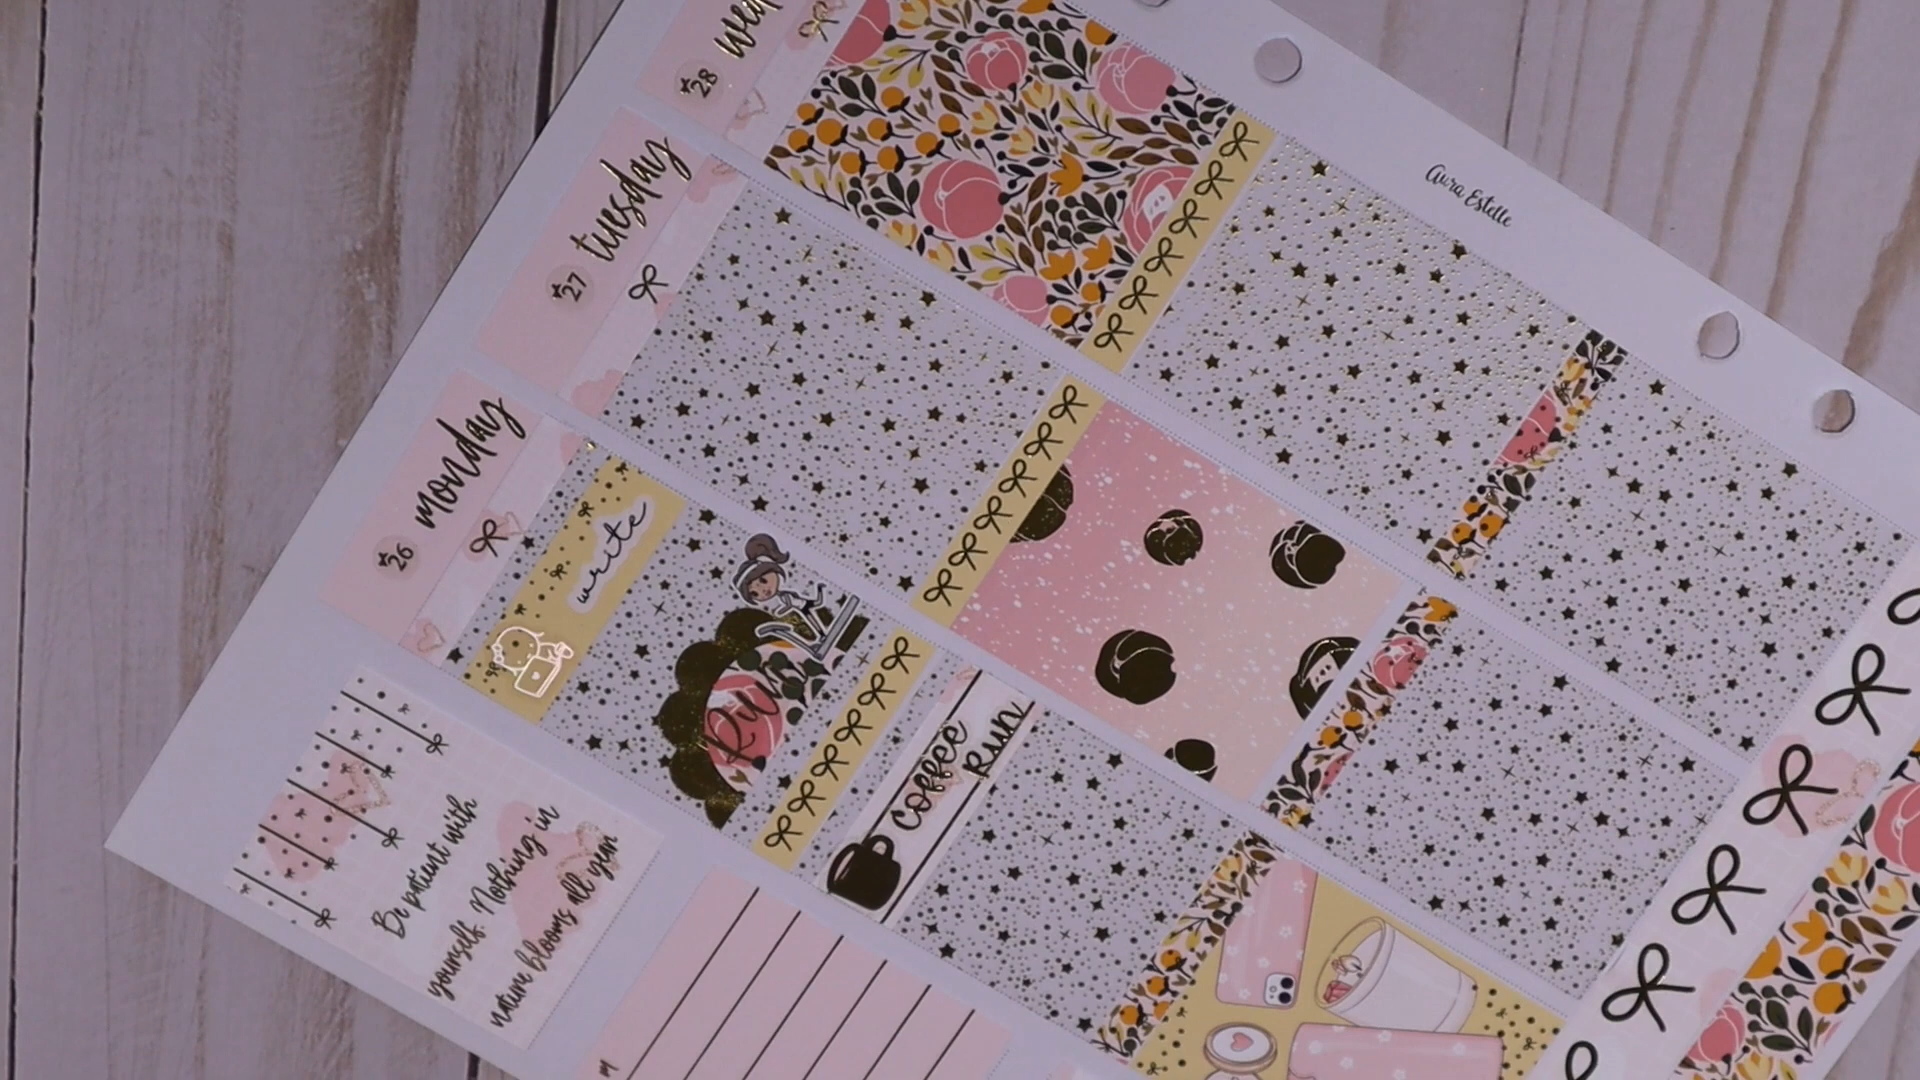 28
wed
27
tuesday
26
monday
write
Run
coffee
Run
Be patient with
yourself. Nothing in
nature blooms all year
Aura Estelle